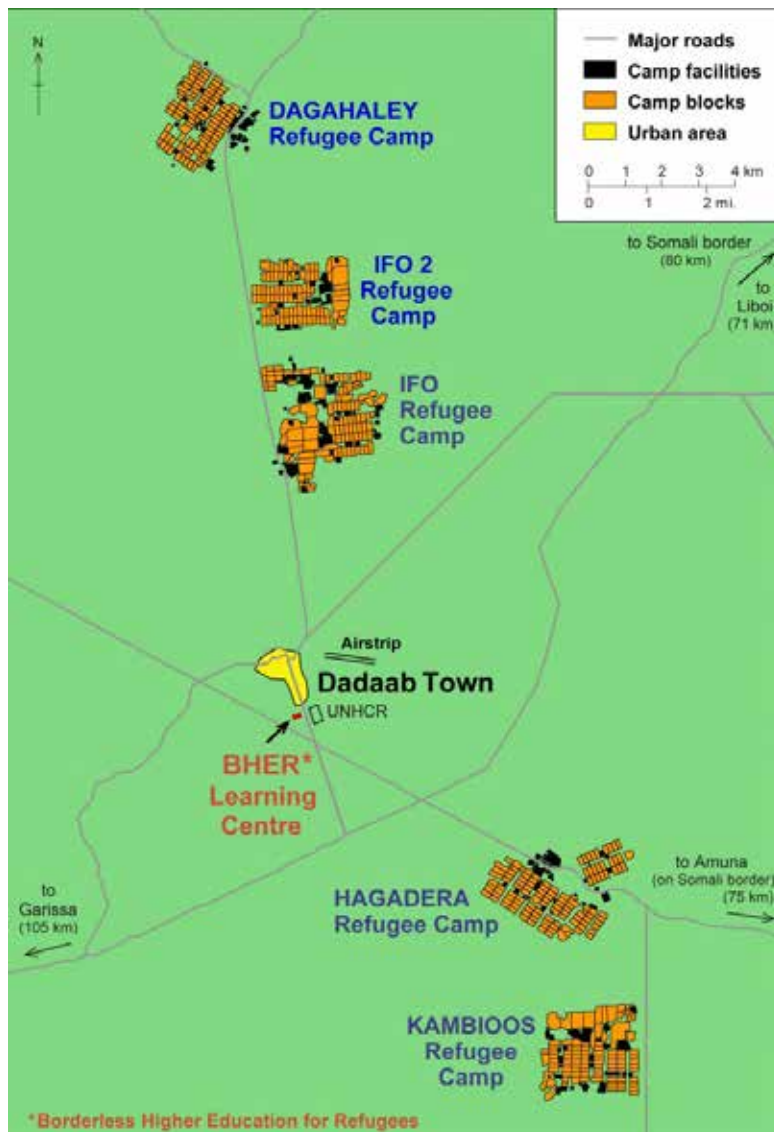 N
Major roads
Camp facilities
Camp blocks
Urban area
0 1 2 3 4 km
0 1 2 mi.
DAGAHALEY
Refugee Camp
to Somali border
(80 km)
to
Liboi
(71 km)
IFO 2
Refugee
Camp
IFO
Refugee
Camp
Airstrip
Dadaab Town
UNHCR
BHER*
Learning
Centre
to
Garissa
(105 km)
HAGADERA
Refugee Camp
to Amuna
(on Somali border)
(75 km)
KAMBIOOS
Refugee
Camp
*Borderless Higher Education for Refugees